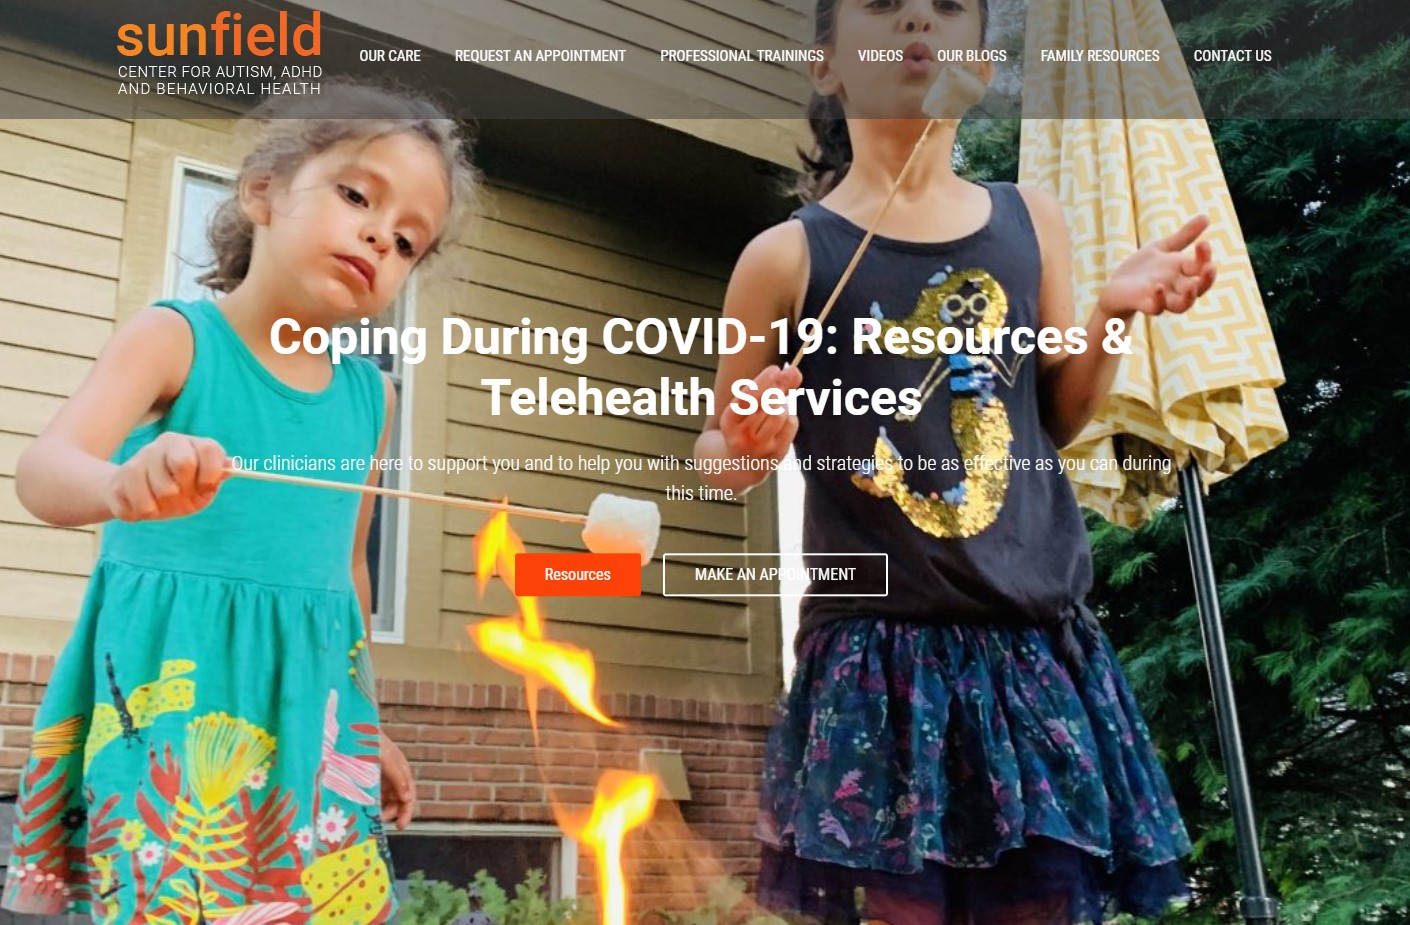 sunfield
CENTER FOR AUTISM, ADHD
AND BEHAVIORAL HEALTH
OUR CARE REQUEST AN APPOINTMENT PROFESSIONAL TRAININGS VIDEOS OUR BLOGS FAMILY RESOURCES CONTACT US
Coping During COVID-19: Resources &
Telehealth Services
Our clinicians are here to support you and to help you with suggestions and strategies to be as effective as you can during
this time.
Resources MAKE AN APPOINTMENT